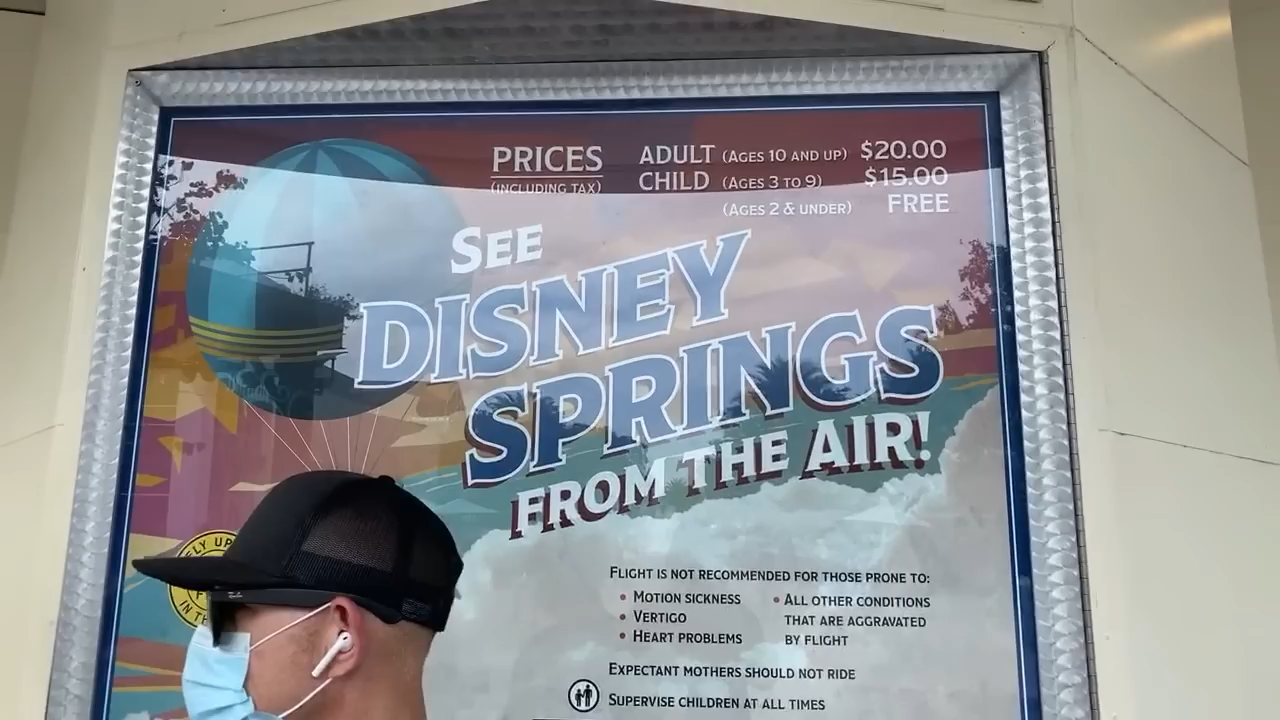 PRICES ADULT (AGES 10 AND UP) $20.00
(INCLUDING TAX) CHILD (AGES 3 TO 9) $15.00
(AGES 2 & UNDER) FREE
SEE
DISNEY
SPRINGS
FROM THE AIR!
FLIGHT IS NOT RECOMMENDED FOR THOSE PRONE TO:
• MOTION SICKNESS
• VERTIGO
• HEART PROBLEMS
• ALL OTHER CONDITIONS
THAT ARE AGGRAVATED
BY FLIGHT
EXPECTANT MOTHERS SHOULD NOT RIDE
SUPERVISE CHILDREN AT ALL TIMES